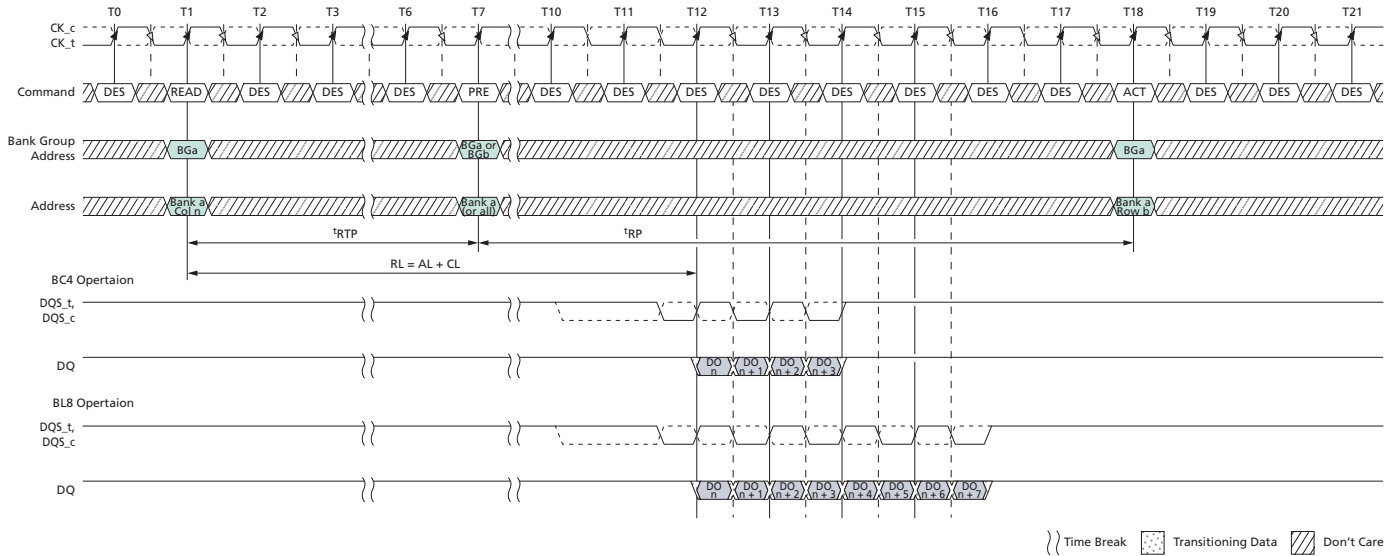 T0 T1 T2 T3 T6 T7 T10 T11 T12 T13 T14 T15 T16 T17 T18 T19 T20 T21
CK_c
CK_t
Command DES READ DES DES DES PRE DES DES DES DES DES DES DES DES ACT DES DES DES
Bank Group
Address
BGa
BGa or
BGb
BGa
Address
Bank a
Col n
Bank a
(or all)
Bank a
Row b
tRTP
tRP
RL = AL + CL
BC4 Opertaion
DQS_t,
DQS_c
DQ
DO
n
DO
n + 1
DO
n + 2
DO
n + 3
BL8 Opertaion
DQS_t,
DQS_c
DQ
DO
n
DO
n + 1
DO
n + 2
DO
n + 3
DO
n + 4
DO
n + 5
DO
n + 6
DO
n + 7
Time Break Transitioning Data Don't Care